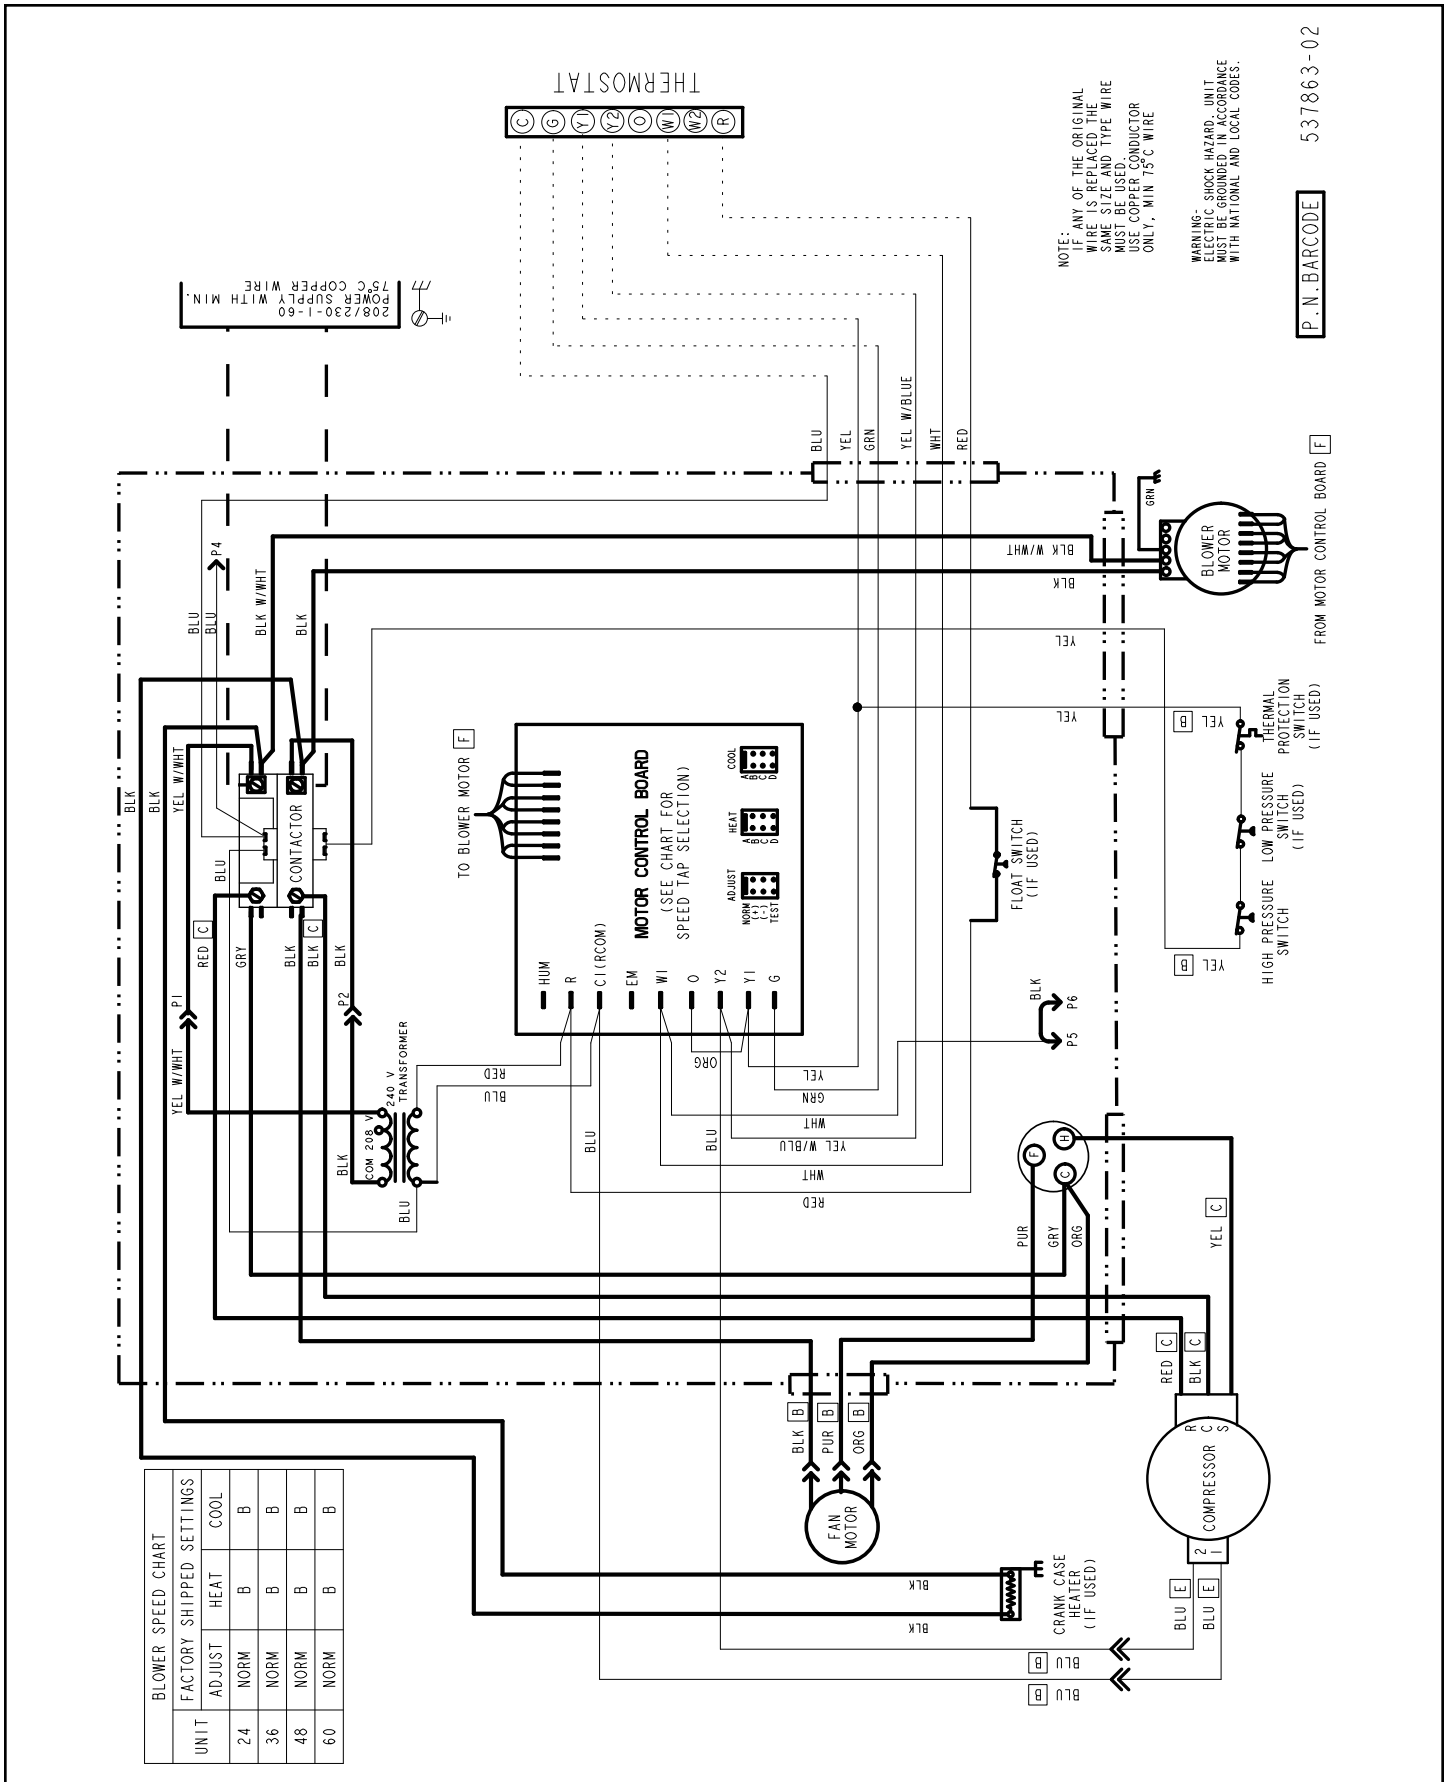 THERMOSTAT
C
G
Y1
Y2
O
W1
W2
R
208/230-1-60
POWER SUPPLY WITH MIN.
75°C COPPER WIRE
NOTE:
IF ANY OF THE ORIGINAL
WIRE IS REPLACED THE
SAME SIZE AND TYPE WIRE
MUST BE USED.
USE COPPER CONDUCTOR
ONLY, MIN 75°C WIRE
WARNING-
ELECTRIC SHOCK HAZARD. UNIT
MUST BE GROUNDED IN ACCORDANCE
WITH NATIONAL AND LOCAL CODES.
537863-02
P.N.BARCODE
BLU
YEL
GRN
YEL W/BLUE
WHT
RED
P4
BLU
BLU
BLK W/WHT
BLK
BLK W/WHT
BLK
GRN
BLOWER
MOTOR
FROM MOTOR CONTROL BOARD F
YEL
YEL
B YEL
THERMAL
PROTECTION
SWITCH
(IF USED)
LOW PRESSURE
SWITCH
(IF USED)
HIGH PRESSURE
SWITCH
B YEL
BLK
BLK
YEL W/WHT
BLU
CONTACTOR
RED C
GRY
BLK
BLK C
BLK
P1
P2
YEL W/WHT
TO BLOWER MOTOR F
MOTOR CONTROL BOARD
(SEE CHART FOR
SPEED TAP SELECTION)
COOL
A
B
C
D
HEAT
A
B
C
D
ADJUST
NORM
(+)
(-)
TEST
HUM
R
C1(RCOM)
EM
W1
O
Y2
Y1
G
FLOAT SWITCH
(IF USED)
BLK
P5
P6
240 V
TRANSFORMER
COM 208 V
BLK
BLU
RED
BLU
BLU
ORG
BLU
YEL
GRN
WHT
YEL W/BLU
WHT
RED
F
H
C
PUR
GRY
ORG
YEL C
RED C
BLK C
R
C
S
COMPRESSOR
2
1
BLU E
BLU E
BLK B
PUR B
ORG B
FAN
MOTOR
CRANK CASE
HEATER
(IF USED)
BLK
BLK
B BLU
B BLU
BLOWER SPEED CHART
UNIT FACTORY SHIPPED SETTINGS
ADJUST HEAT COOL
24 NORM B B
36 NORM B B
48 NORM B B
60 NORM B B